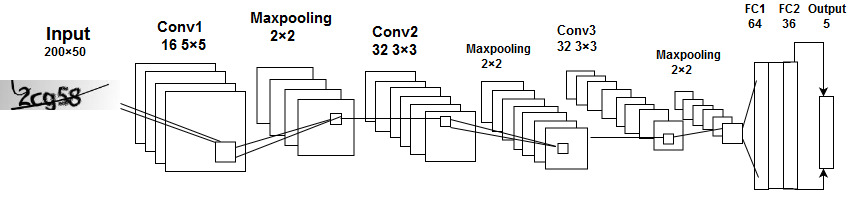 Input
200×50
2cg58
Conv1
16 5×5
Maxpooling
2×2
Conv2
32 3×3
Maxpooling
2×2
Conv3
32 3×3
Maxpooling
2×2
FC1
64
FC2
36
Output
5